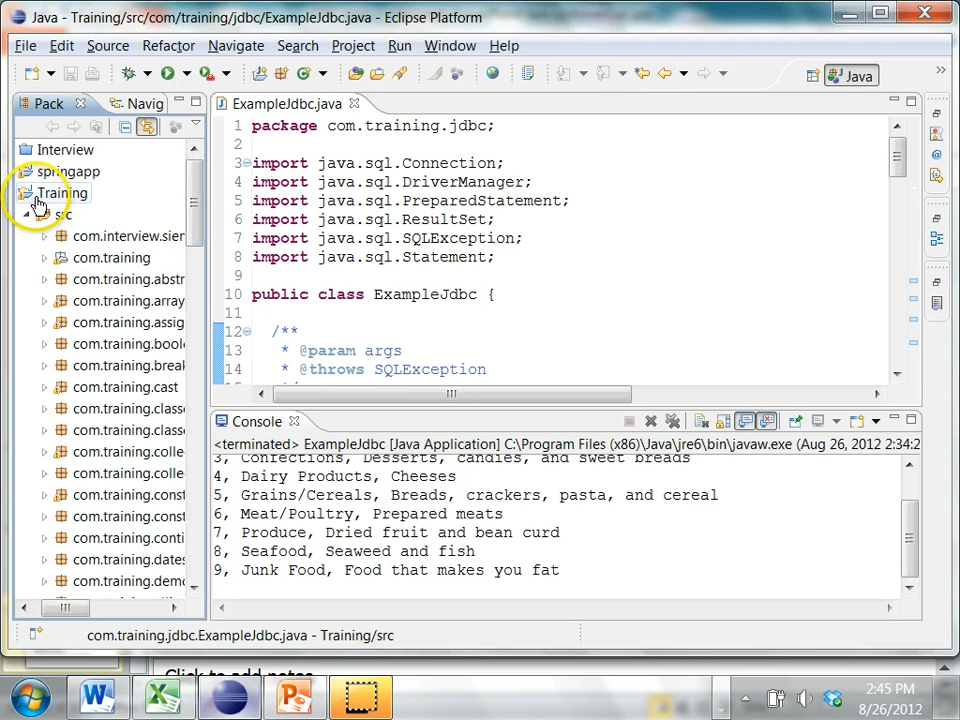 Java - Training/src/com/training/jdbc/ExampleJdbc.java - Eclipse Platform
File Edit Source Refactor Navigate Search Project Run Window Help
Java
Pack Navig
ExampleJdbc.java
Interview
springapp
Training
src
com.interview.sier
com.training
com.training.abstr
com.training.array
com.training.assig
com.training.boole
com.training.break
com.training.cast
com.training.classe
com.training.classe
com.training.colle
com.training.colle
com.training.const
com.training.const
com.training.conti
com.training.dates
com.training.demo
1 package com.training.jdbc;
2
3 import java.sql.Connection;
4 import java.sql.DriverManager;
5 import java.sql.PreparedStatement;
6 import java.sql.ResultSet;
7 import java.sql.SQLException;
8 import java.sql.Statement;
9
10 public class ExampleJdbc {
11
12 /**
13 * @param args
14 * @throws SQLException
Console
<terminated> ExampleJdbc [Java Application] C:\Program Files (x86)\Java\jre6\bin\javaw.exe (Aug 26, 2012 2:34:2
3, Confections, Desserts, candies, and sweet breads
4, Dairy Products, Cheeses
5, Grains/Cereals, Breads, crackers, pasta, and cereal
6, Meat/Poultry, Prepared meats
7, Produce, Dried fruit and bean curd
8, Seafood, Seaweed and fish
9, Junk Food, Food that makes you fat
com.training.jdbc.ExampleJdbc.java - Training/src
Click to add notes
2:45 PM
8/26/2012